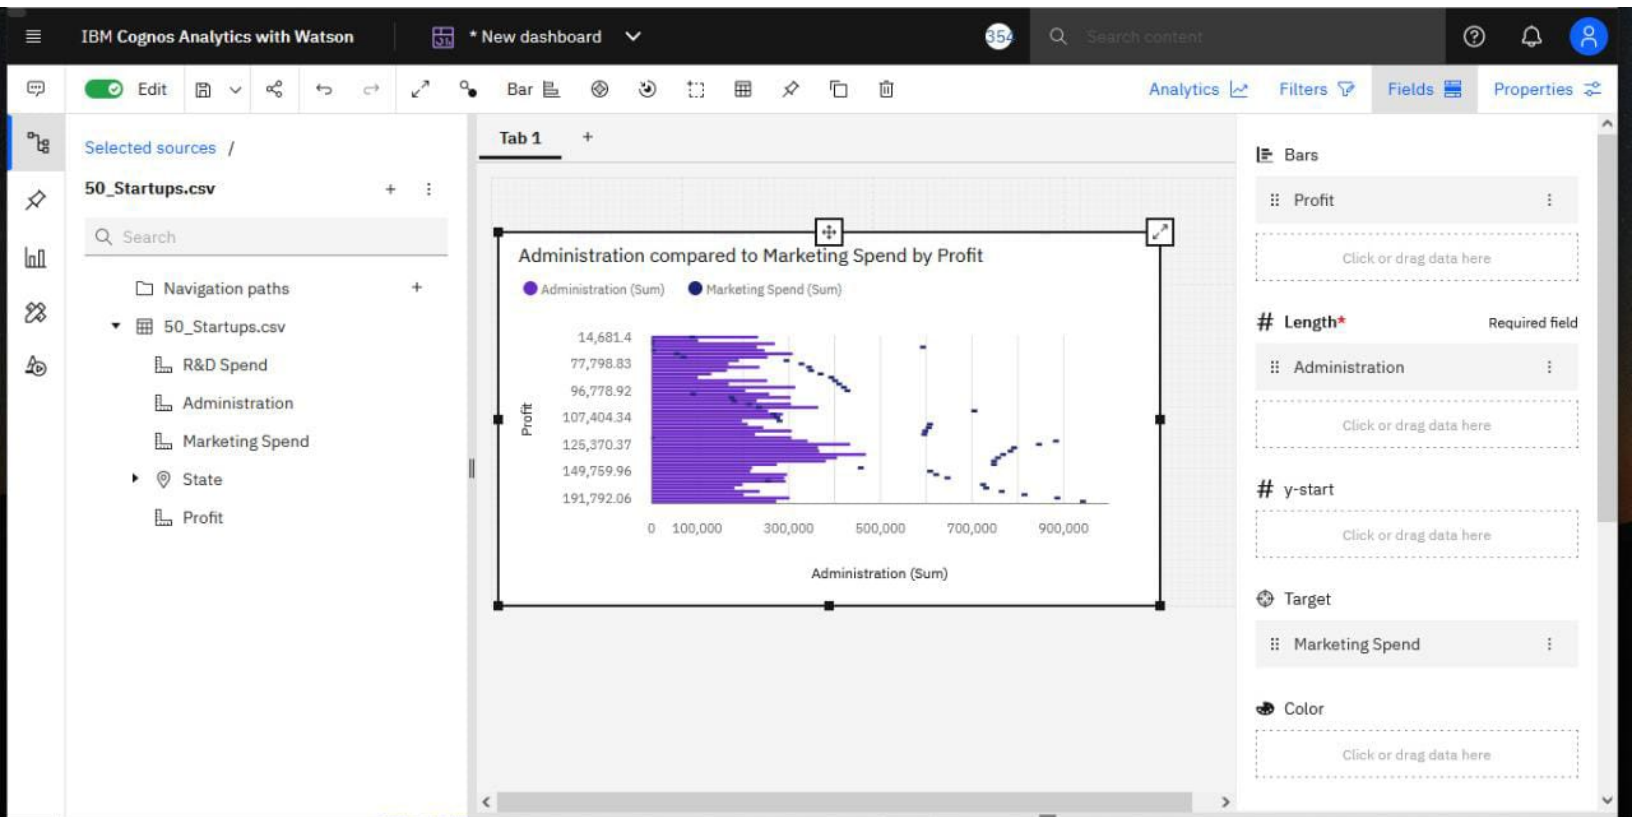 IBM Cognos Analytics with Watson
* New dashboard
354
Search content
Edit
Bar
Analytics
Filters
Fields
Properties
Selected sources /
50_Startups.csv
Search
Navigation paths
50_Startups.csv
R&D Spend
Administration
Marketing Spend
State
Profit
Tab 1
Administration compared to Marketing Spend by Profit
Administration (Sum) Marketing Spend (Sum)
Profit
14,681.4
77,798.83
96,778.92
107,404.34
125,370.37
149,759.96
191,792.06
0 100,000 300,000 500,000 700,000 900,000
Administration (Sum)
Bars
Profit
Click or drag data here
# Length* Required field
Administration
Click or drag data here
# y-start
Click or drag data here
Target
Marketing Spend
Color
Click or drag data here